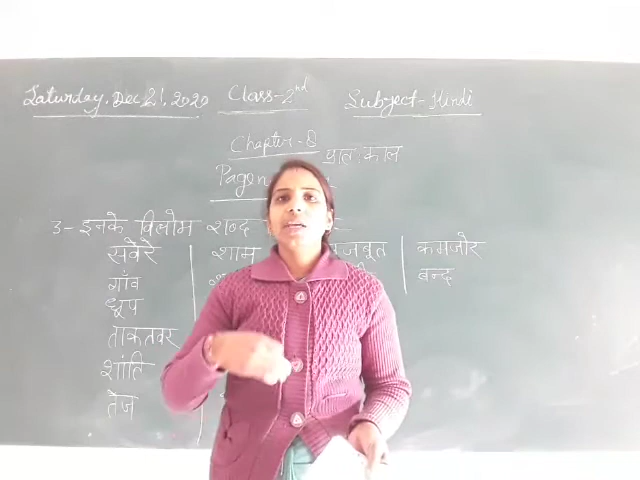 Saturday, Dec 21, 2020 Class-2nd Subject-Hindi
Chapter-8 प्रातःकाल
3- इनके विलोम शब्द
सवेरे शाम मजबूत कमजोर
गाँव बन्द
धूप
ताकतवर
शांति
तेज